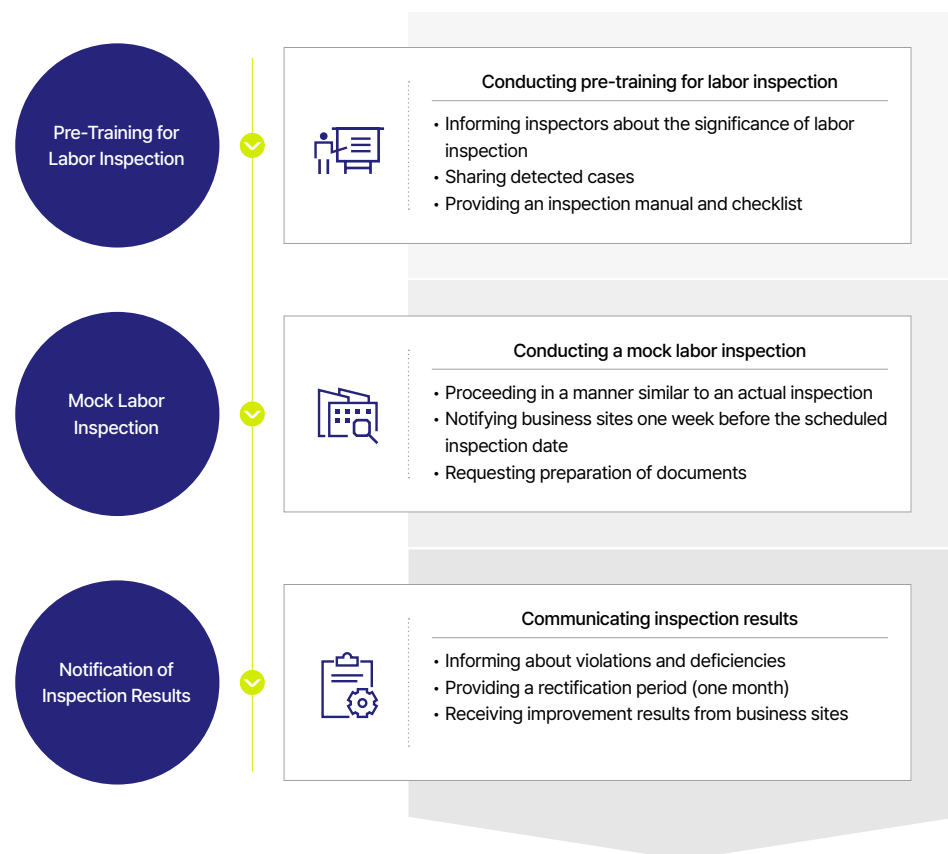 Pre-Training for
Labor Inspection
Conducting pre-training for labor inspection
• Informing inspectors about the significance of labor
inspection
• Sharing detected cases
• Providing an inspection manual and checklist
Mock Labor
Inspection
Conducting a mock labor inspection
• Proceeding in a manner similar to an actual inspection
• Notifying business sites one week before the scheduled
inspection date
• Requesting preparation of documents
Notification of
Inspection Results
Communicating inspection results
• Informing about violations and deficiencies
• Providing a rectification period (one month)
• Receiving improvement results from business sites